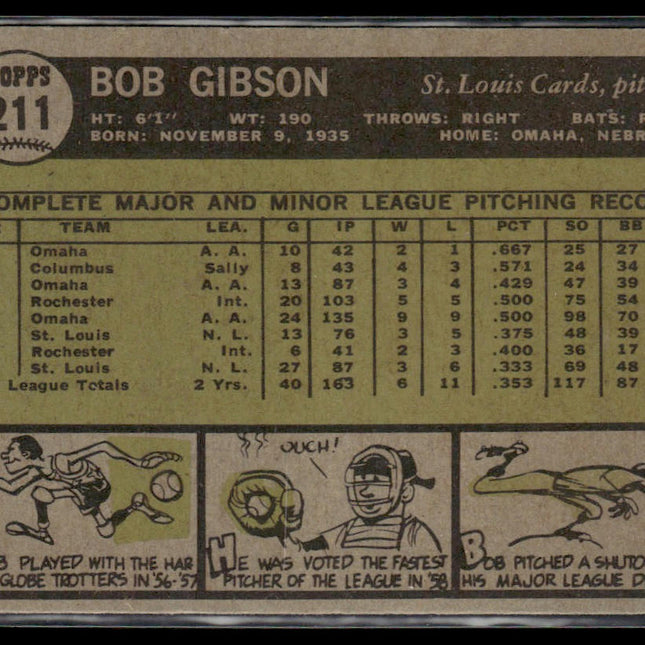 TOPPS
211
BOB GIBSON
St. Louis Cards, pit
HT: 6'1" WT: 190 THROWS: RIGHT BATS: R
BORN: NOVEMBER 9, 1935 HOME: OMAHA, NEBR
OMPLETE MAJOR AND MINOR LEAGUE PITCHING RECO
TEAM LEA. G IP W L PCT SO BB
Omaha A. A. 10 42 2 1 .667 25 27
Columbus Sally 8 43 4 3 .571 24 34
Omaha A. A. 13 87 3 4 .429 47 39
Rochester Int. 20 103 5 5 .500 75 54
Omaha A. A. 24 135 9 9 .500 98 70
St. Louis N. L. 13 76 3 5 .375 48 39
Rochester Int. 6 41 2 3 .400 36 17
St. Louis N. L. 27 87 3 6 .333 69 48
League Totals 2 Yrs. 40 163 6 11 .353 117 87
B PLAYED WITH THE HAR
GLOBE TROTTERS IN '56-'57
OUCH!
HE WAS VOTED THE FASTEST
PITCHER OF THE LEAGUE IN '58
BOB PITCHED A SHUTO
HIS MAJOR LEAGUE D